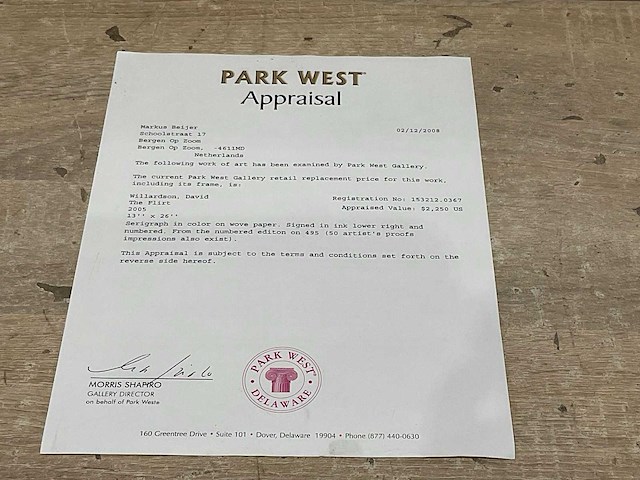 PARK WEST®
Appraisal
Markus Beijer
02/12/2008
Schoolstraat 17
Bergen Op Zoom
Bergen Op Zoom, -4611MD
Netherlands
The following work of art has been examined by Park West Gallery.
The current Park West Gallery retail replacement price for this work,
including its frame, is:
Willardson, David
Registration No: 153212.0367
The Flirt
Appraised Value: $2,250 US
2005
13'' x 26''
Serigraph in color on wove paper. Signed in ink lower right and
numbered. From the numbered editon on 495 (50 artist's proofs
impressions also exist).
This Appraisal is subject to the terms and conditions set forth on the
reverse side hereof.
MORRIS SHAPIRO
GALLERY DIRECTOR
on behalf of Park Weste
PARK WEST
• DELAWARE •
160 Greentree Drive • Suite 101 • Dover, Delaware 19904 • Phone (877) 440-0630